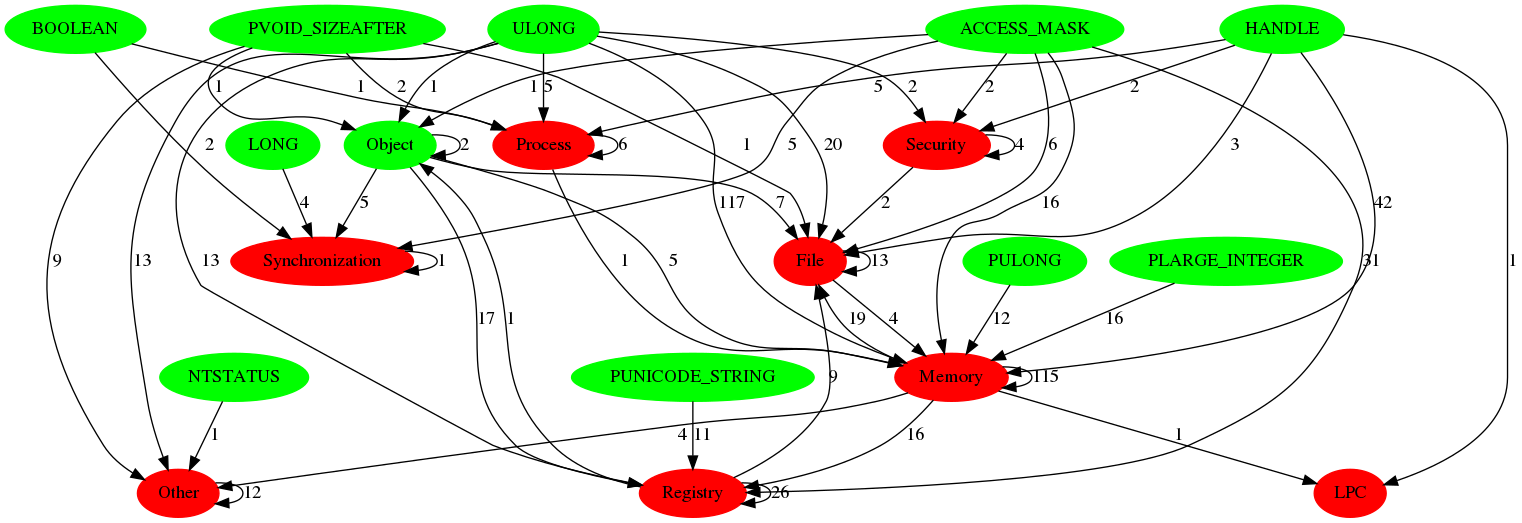 BOOLEAN
PVOID_SIZEAFTER
ULONG
ACCESS_MASK
HANDLE
1
1
2
1
1
5
5
2
2
2
LONG
Object
2
Process
6
Security
4
2
5
1
20
6
3
4
5
7
117
2
16
42
Synchronization
1
File
13
PULONG
PLARGE_INTEGER
9
13
13
1
5
31
1
17
1
19
4
12
16
NTSTATUS
PUNICODE_STRING
9
Memory
115
1
4
11
16
1
Other
12
Registry
26
LPC